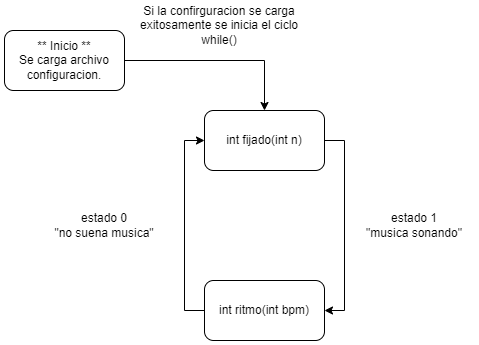 Si la confirguracion se carga
exitosamente se inicia el ciclo
while()
** Inicio **
Se carga archivo
configuracion.
int fijado(int n)
estado 0
"no suena musica"
estado 1
"musica sonando"
int ritmo(int bpm)